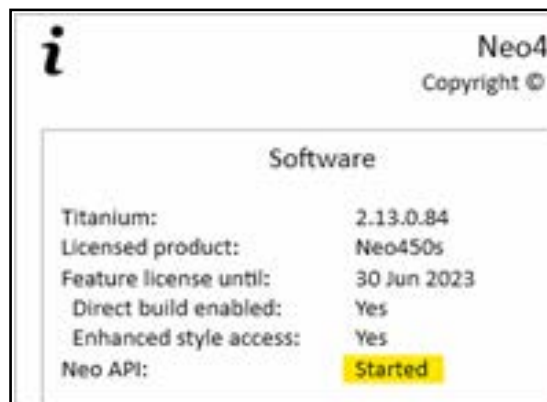 i
Neo4
Copyright ©
Software
Titanium: 2.13.0.84
Licensed product: Neo450s
Feature license until: 30 Jun 2023
Direct build enabled: Yes
Enhanced style access: Yes
Neo API: Started